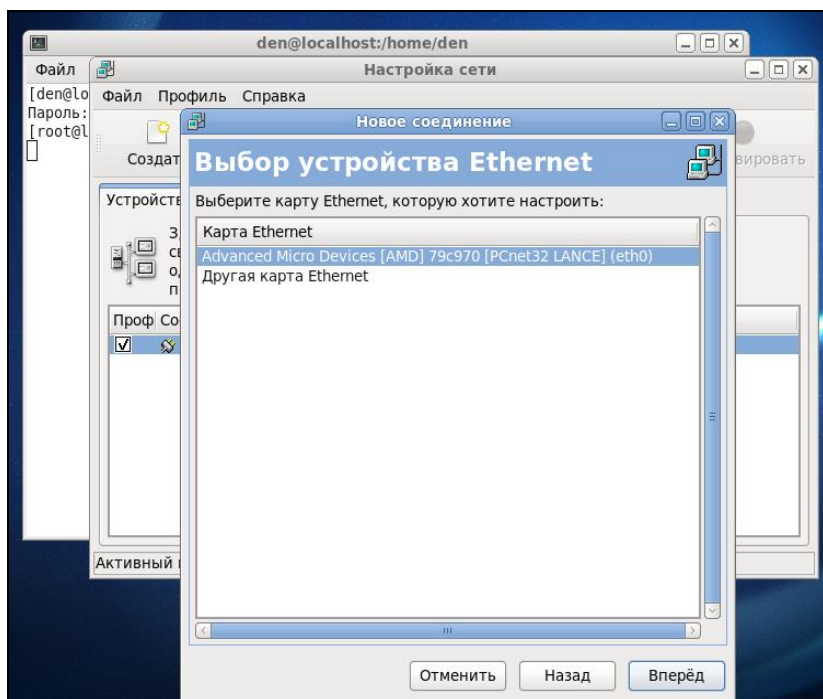 den@localhost:/home/den
Файл
Настройка сети
[den@lo
Пароль:
[root@l
Файл Профиль Справка
Новое соединение
Создат
вировать
Выбор устройства Ethernet
Устройств
Выберите карту Ethernet, которую хотите настроить:
Карта Ethernet
Advanced Micro Devices [AMD] 79c970 [PCnet32 LANCE] (eth0)
Другая карта Ethernet
Проф Со
Активный
Отменить Назад Вперёд